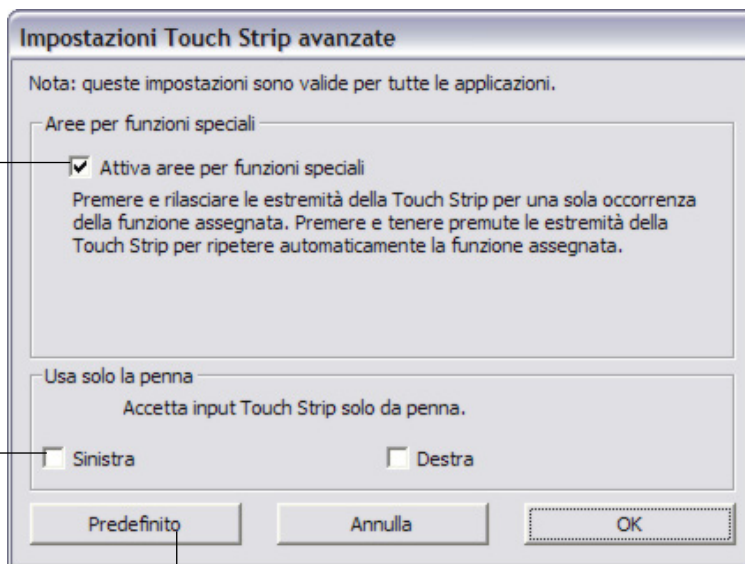 Impostazioni Touch Strip avanzate
Nota: queste impostazioni sono valide per tutte le applicazioni.
Aree per funzioni speciali
Attiva aree per funzioni speciali
Premere e rilasciare le estremità della Touch Strip per una sola occorrenza
della funzione assegnata. Premere e tenere premute le estremità della
Touch Strip per ripetere automaticamente la funzione assegnata.
Usa solo la penna
Accetta input Touch Strip solo da penna.
Sinistra Destra
Predefinito Annulla OK